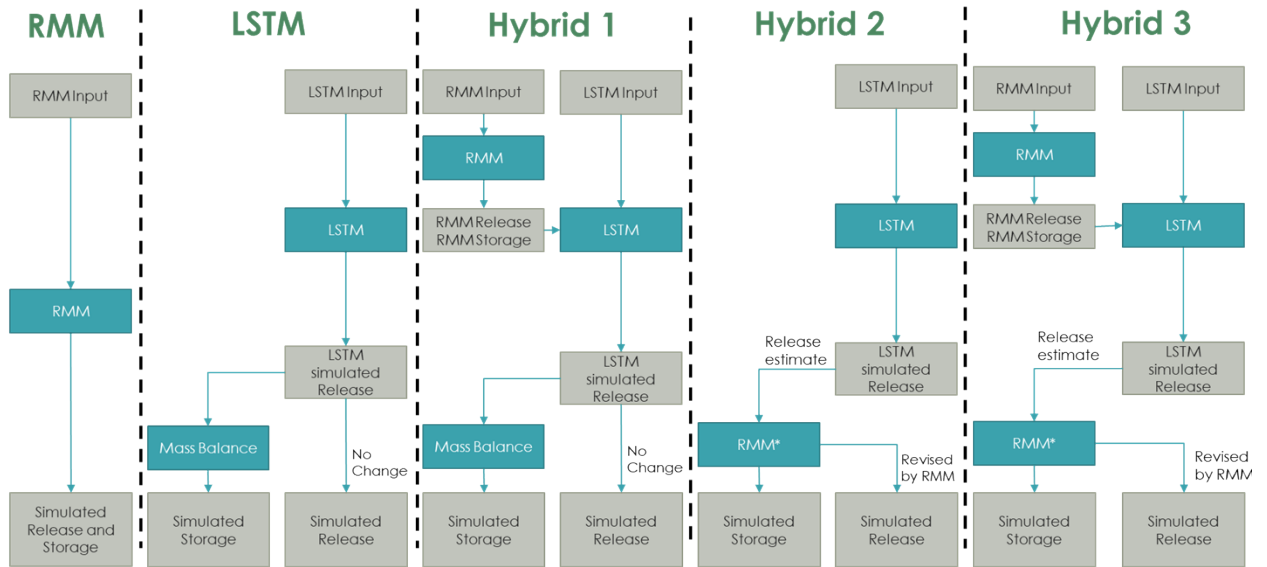 RMM
RMM Input
RMM
Simulated
Release and
Storage
LSTM
LSTM Input
LSTM
LSTM
simulated
Release
Mass Balance
No
Change
Simulated
Storage
Simulated
Release
Hybrid 1
RMM Input
LSTM Input
RMM
RMM Release
RMM Storage
LSTM
LSTM
simulated
Release
Mass Balance
No
Change
Simulated
Storage
Simulated
Release
Hybrid 2
LSTM Input
LSTM
Release
estimate
LSTM
simulated
Release
RMM*
Revised
by RMM
Simulated
Storage
Simulated
Release
Hybrid 3
RMM Input
LSTM Input
RMM
RMM Release
RMM Storage
LSTM
Release
estimate
LSTM
simulated
Release
RMM*
Revised
by RMM
Simulated
Storage
Simulated
Release